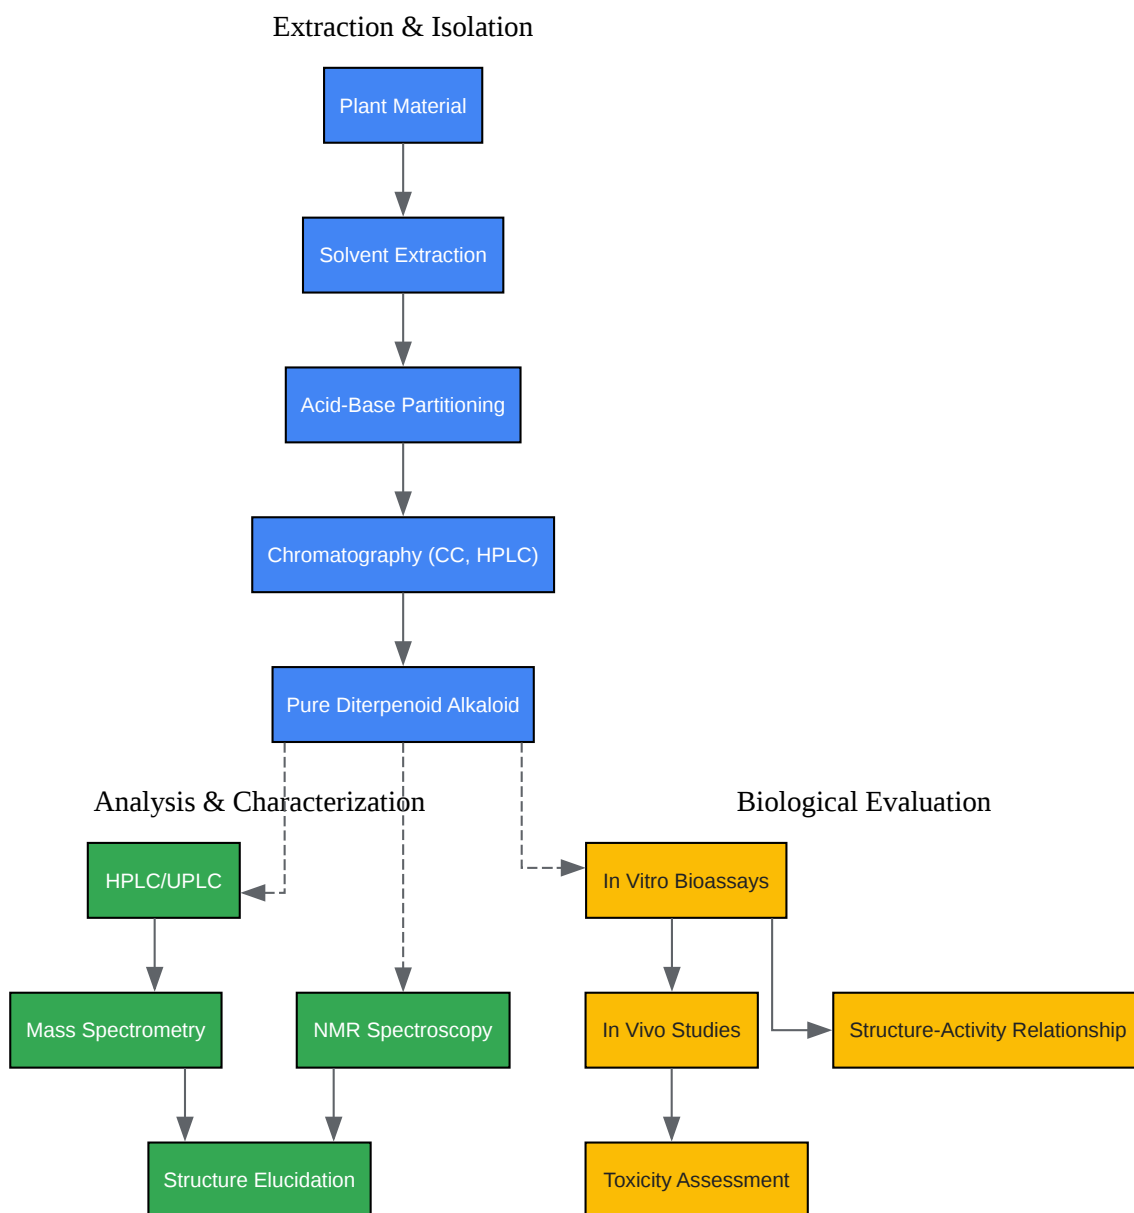 Extraction & Isolation
Plant Material
Solvent Extraction
Acid-Base Partitioning
Chromatography (CC, HPLC)
Pure Diterpenoid Alkaloid
Analysis & Characterization
Biological Evaluation
HPLC/UPLC
In Vitro Bioassays
Mass Spectrometry
NMR Spectroscopy
In Vivo Studies
Structure-Activity Relationship
Structure Elucidation
Toxicity Assessment